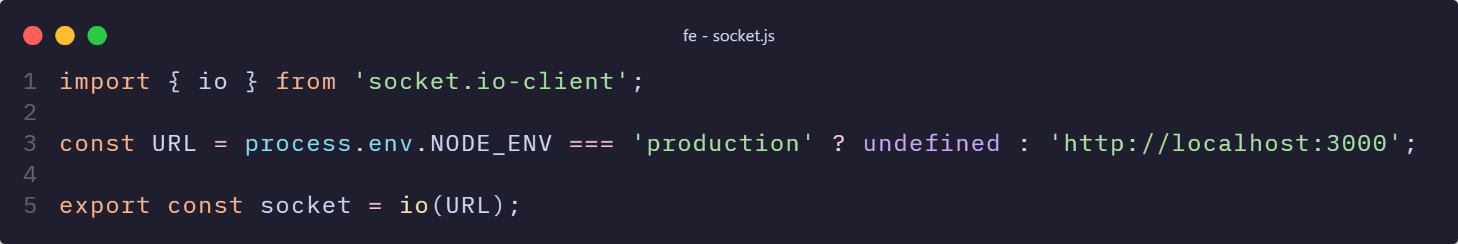 fe - socket.js
1 import { io } from 'socket.io-client';
2
3 const URL = process.env.NODE_ENV === 'production' ? undefined : 'http://localhost:3000';
4
5 export const socket = io(URL);